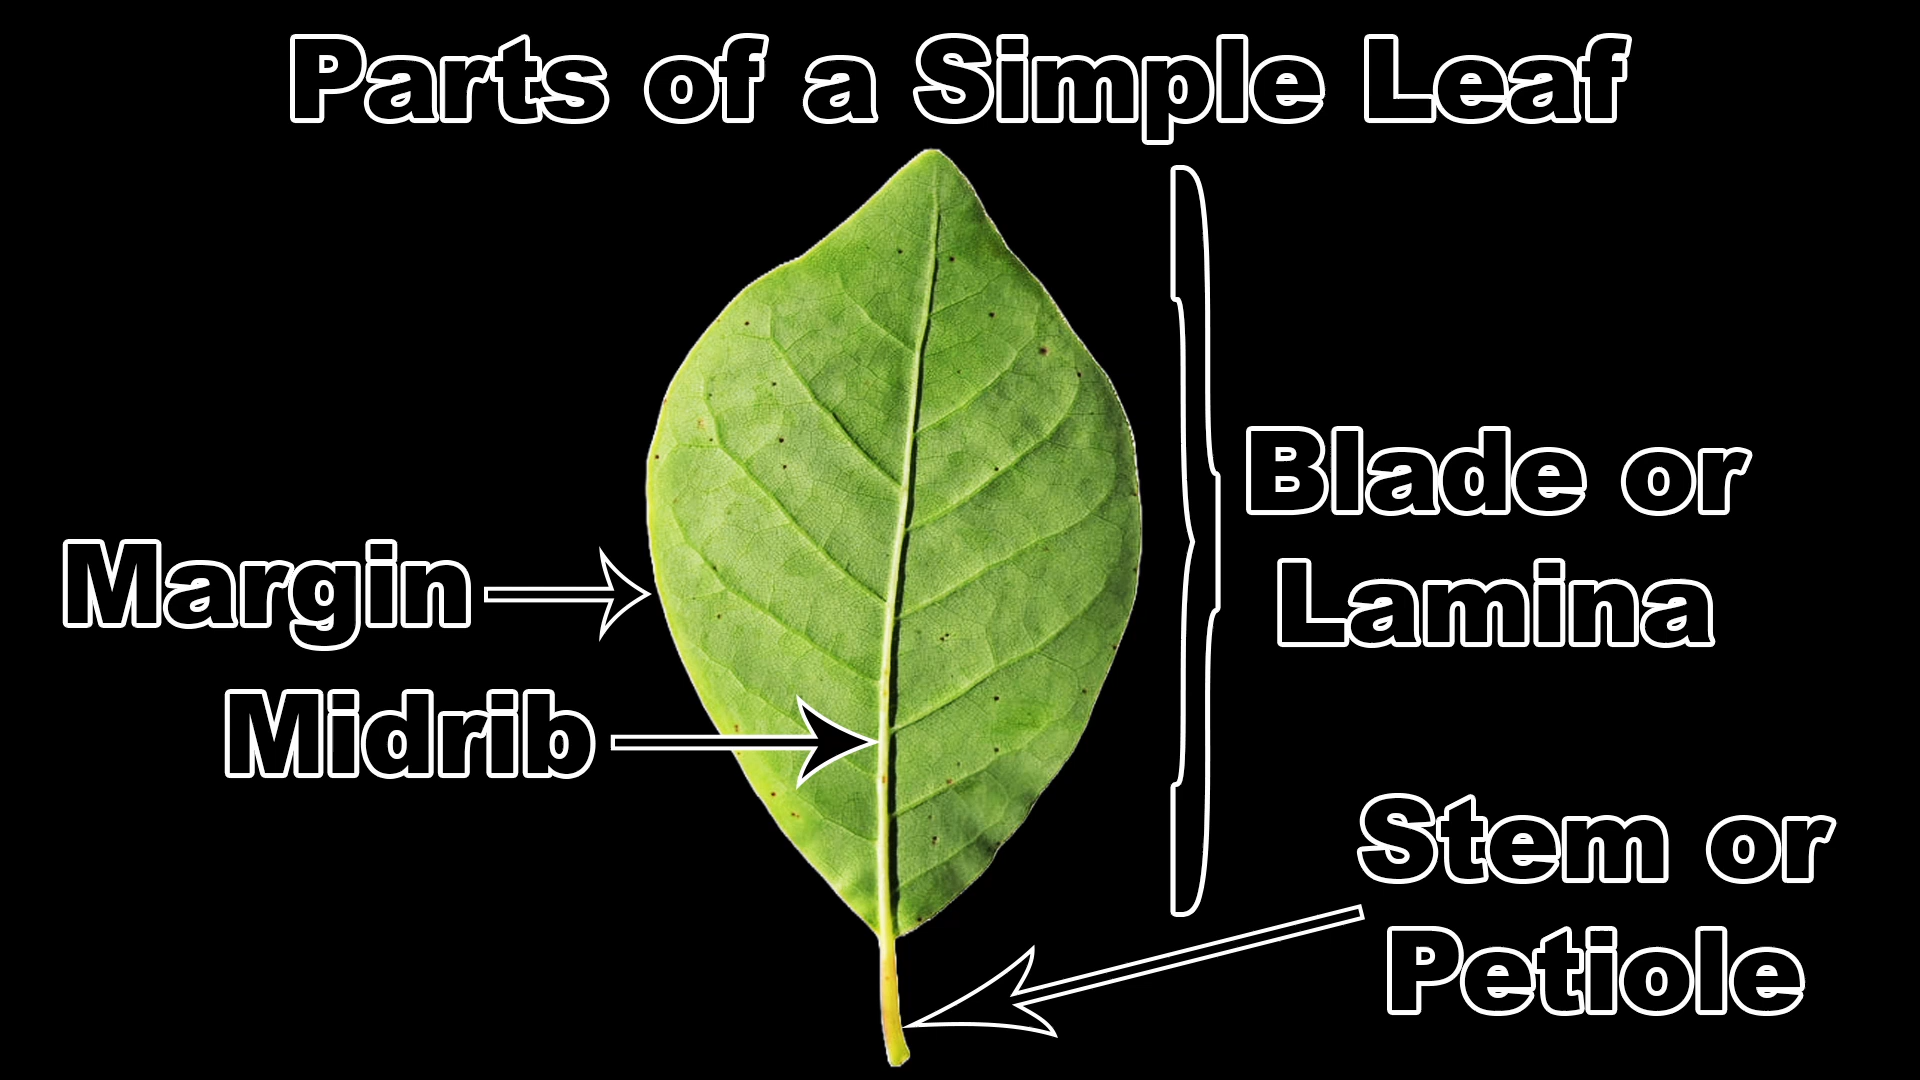 Parts of a Simple Leaf
Blade or
Lamina
Margin
Midrib
Stem or
Petiole